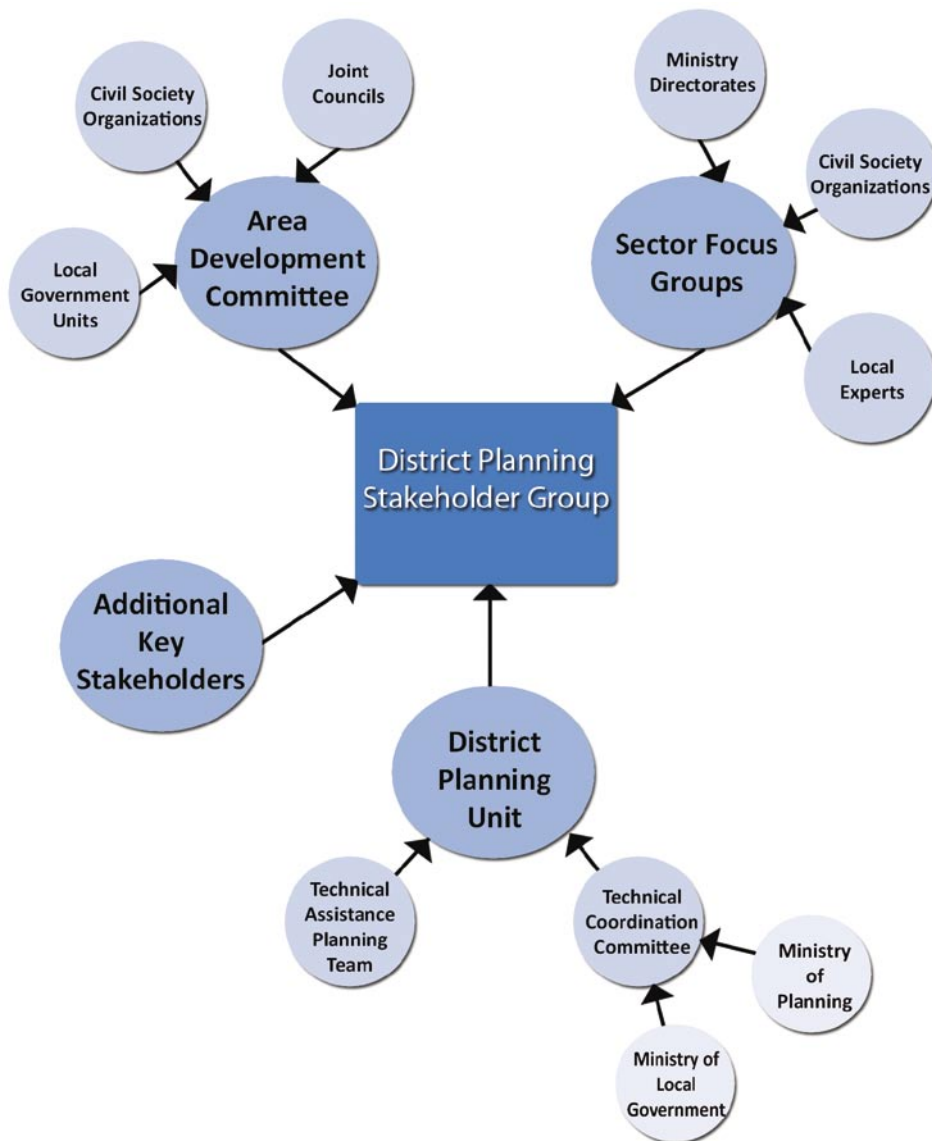 Civil Society
Organizations
Joint
Councils
Local
Government
Units
Area
Development
Committee
Ministry
Directorates
Civil Society
Organizations
Local
Experts
Sector Focus
Groups
District Planning
Stakeholder Group
Additional
Key
Stakeholders
District
Planning
Unit
Technical
Assistance
Planning
Team
Technical
Coordination
Committee
Ministry
of
Planning
Ministry of
Local
Government